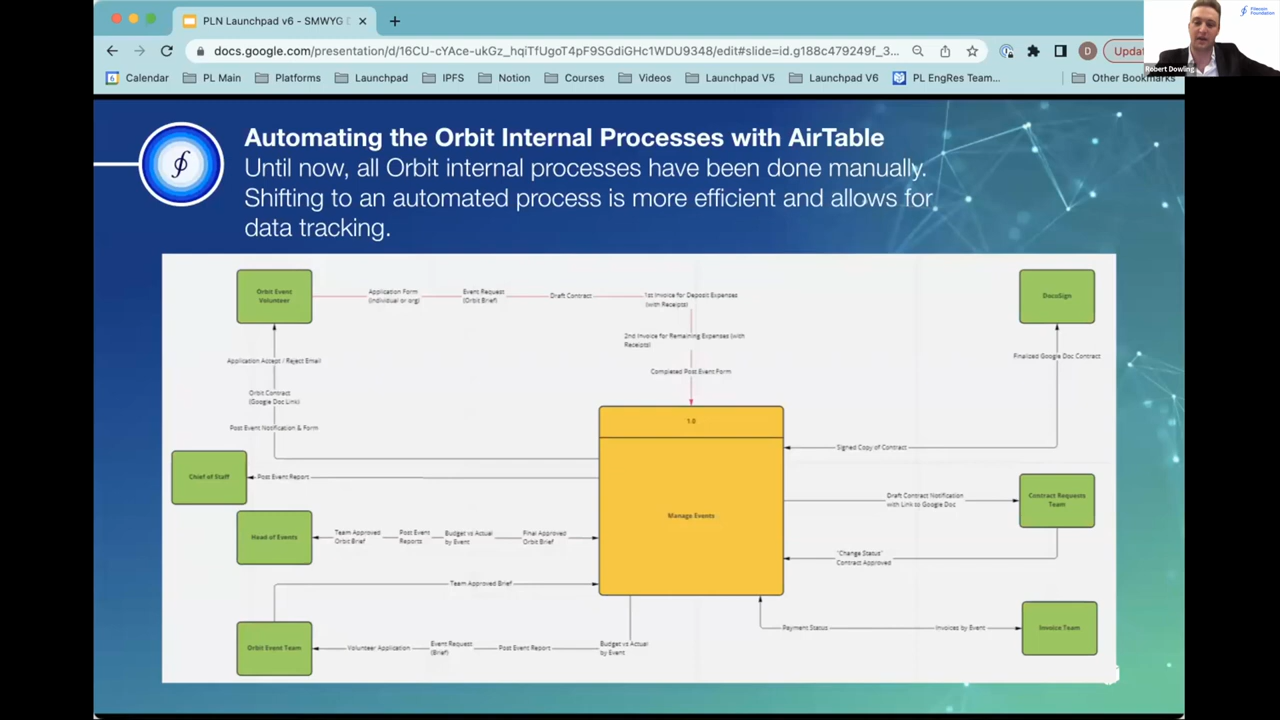 PLN Launchpad v6 - SMWYG
docs.google.com/presentation/d/16CU-cYAce-ukGz_hqiTfUgoT4pF9SGdiGHc1WDU9348/edit#slide=id.g188c479249f_3...
D
Calendar
PL Main
Platforms
Launchpad
IPFS
Notion
Courses
Videos
Launchpad V5
Launchpad V6
PL EngRes Team...
Other Bookmarks
Filecoin
Foundation
Robert Dowling
Automating the Orbit Internal Processes with AirTable
Until now, all Orbit internal processes have been done manually.
Shifting to an automated process is more efficient and allows for
data tracking.
Orbit Event
Volunteer
Application Form
(individual or org)
Event Request
(Orbit Brief)
Draft Contract
1st Invoice for Deposit Expenses
(with Receipts)
DocuSign
2nd Invoice for Remaining Expenses (with
Receipts)
Completed Post Event Form
Application Accept / Reject Email
Orbit Contract
(Google Doc Link)
Post Event Notification & Form
Finalized Google Doc Contract
1.0
Manage Events
Signed Copy of Contract
Chief of Staff
Post Event Report
Draft Contract Notification
with Link to Google Doc
Contract Requests
Team
Head of Events
Team Approved
Orbit Brief
Post Event
Reports
Budget vs Actual
by Event
Final Approved
Orbit Brief
"Change Status"
Contract Approved
Team Approved Brief
Orbit Event Team
Volunteer Application
Event Request
(Brief)
Post Event Report
Budget vs Actual
by Event
Payment Status
Invoices by Event
Invoice Team